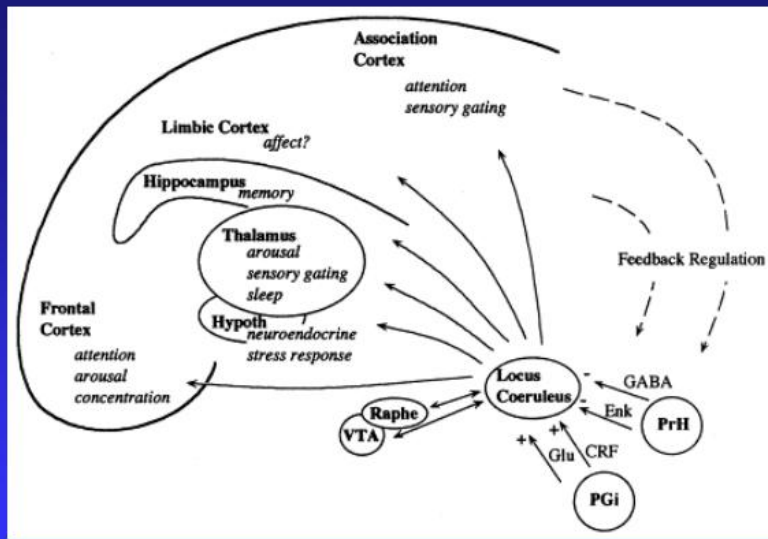 Association
Cortex
attention
sensory gating
Limbic Cortex
affect?
Hippocampus
memory
Thalamus
arousal
sensory gating
sleep
Feedback Regulation
Frontal
Cortex
attention
arousal
concentration
Hypoth
neuroendocrine
stress response
Locus
Coeruleus
-
GABA
-
Enk
PrH
Raphe
VTA
+
+
Glu
CRF
PGi